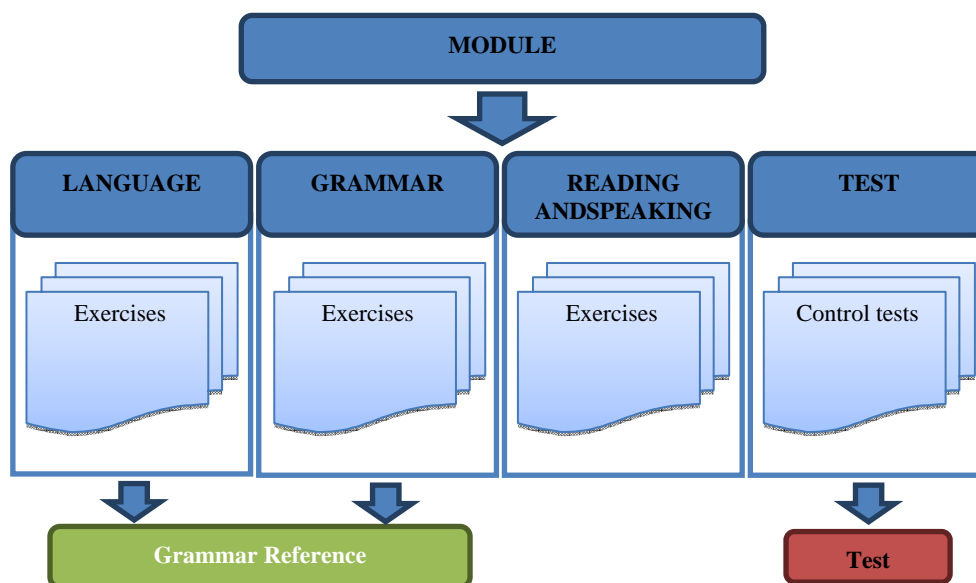 MODULE
LANGUAGE
GRAMMAR
READING
ANDSPEAKING
TEST
Exercises
Exercises
Exercises
Control tests
Grammar Reference
Test